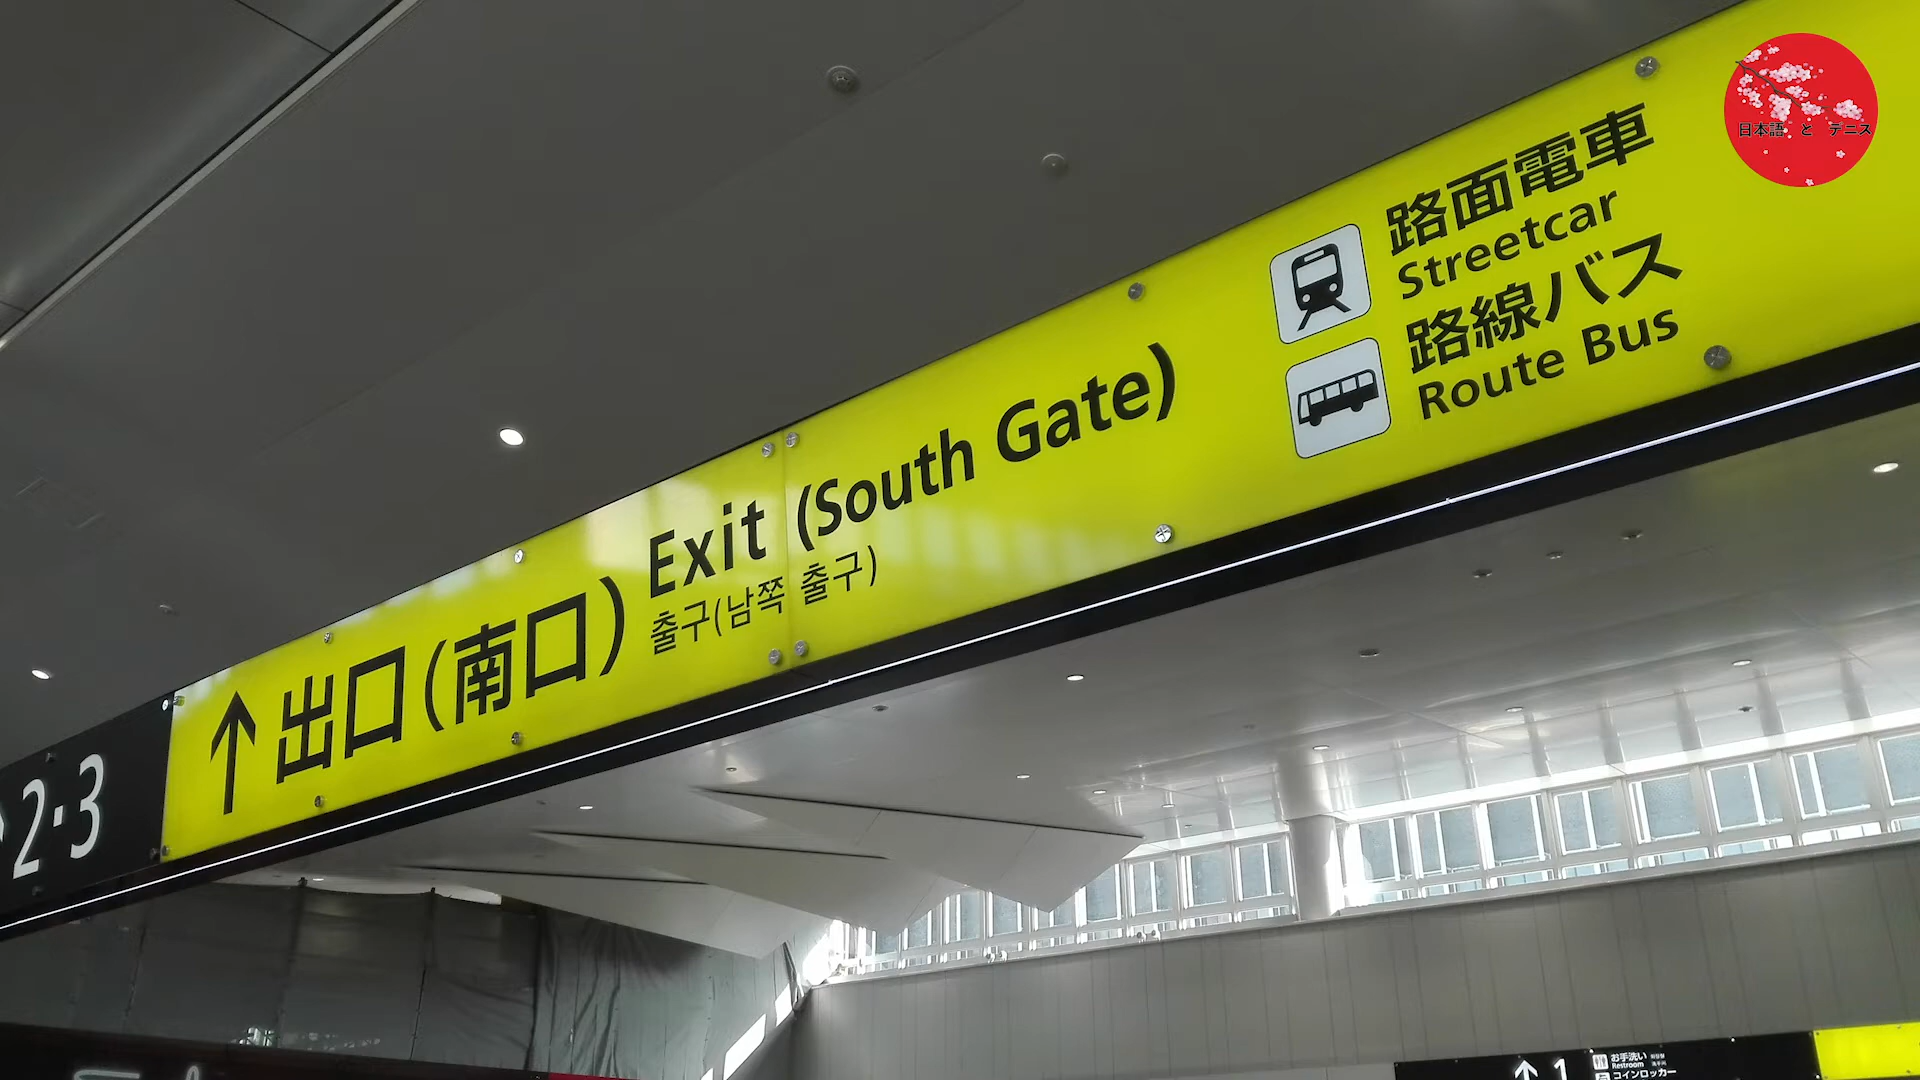 2・3
↑ 出口(南口) Exit (South Gate)
출구(남쪽 출구)
路面電車
Streetcar
路線バス
Route Bus
日本語 と デニス
↑ 1
お手洗い
Restroom
コインロッカー